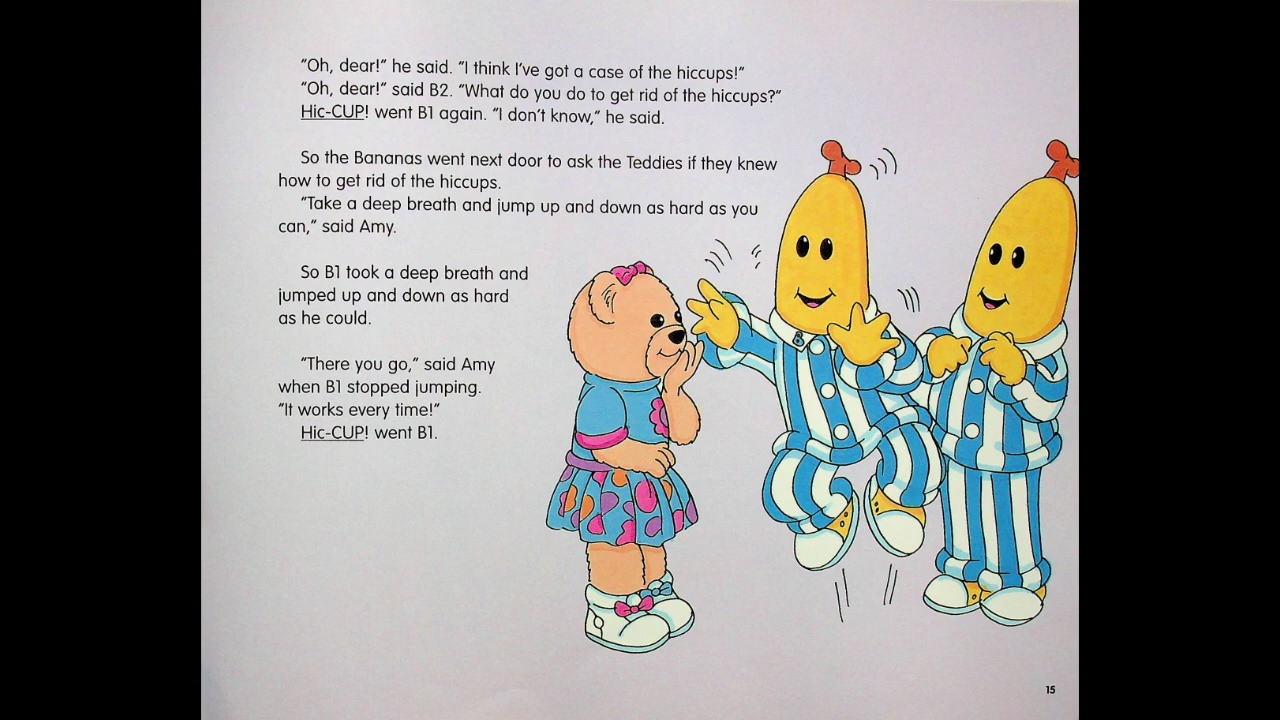 "Oh, dear!" he said. "I think I've got a case of the hiccups!"
"Oh, dear!" said B2. "What do you do to get rid of the hiccups?"
Hic-CUP! went B1 again. "I don't know," he said.
So the Bananas went next door to ask the Teddies if they knew
how to get rid of the hiccups.
"Take a deep breath and jump up and down as hard as you
can," said Amy.
So B1 took a deep breath and
jumped up and down as hard
as he could.
"There you go," said Amy
when B1 stopped jumping.
"It works every time!"
Hic-CUP! went B1.
B
15